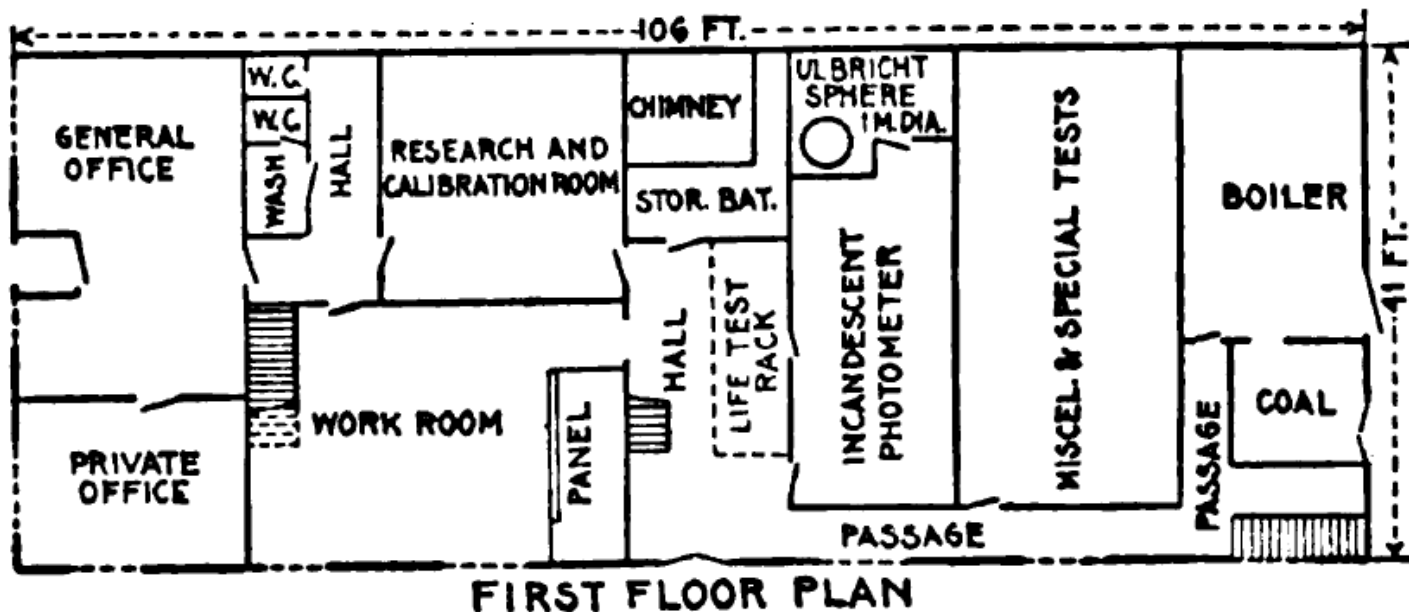 106 FT.
GENERAL
OFFICE
W.C.
W.C.
WASH
HALL
RESEARCH AND
CALIBRATION ROOM
CHIMNEY
STOR. BAT.
ULBRICHT
SPHERE
1 M. DIA.
INCANDESCENT
PHOTOMETER
MISCEL. & SPECIAL TESTS
BOILER
41 FT.
PRIVATE
OFFICE
WORK ROOM
PANEL
HALL
LIFE TEST
RACK
PASSAGE
PASSAGE
COAL
FIRST FLOOR PLAN